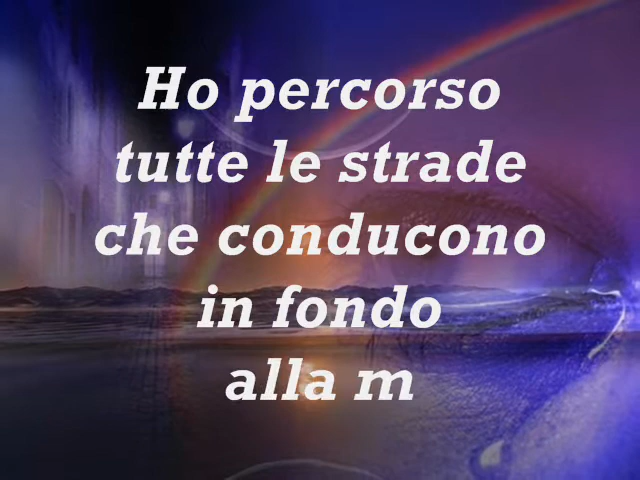 Ho percorso
tutte le strade
che conducono
in fondo
alla m